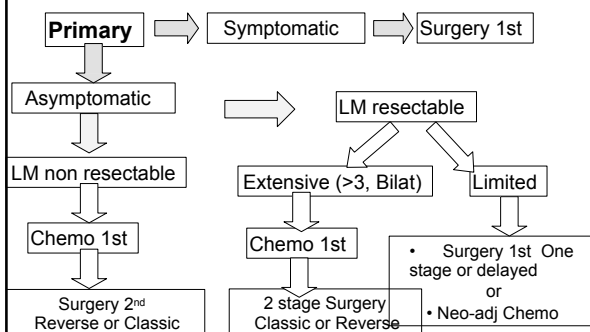 Primary
Symptomatic
Surgery 1st
Asymptomatic
LM resectable
LM non resectable
Extensive (>3, Bilat)
Limited
Chemo 1st
Chemo 1st
• Surgery 1st One
stage or delayed
or
• Neo-adj Chemo
Surgery 2nd
Reverse or Classic
2 stage Surgery
Classic or Reverse